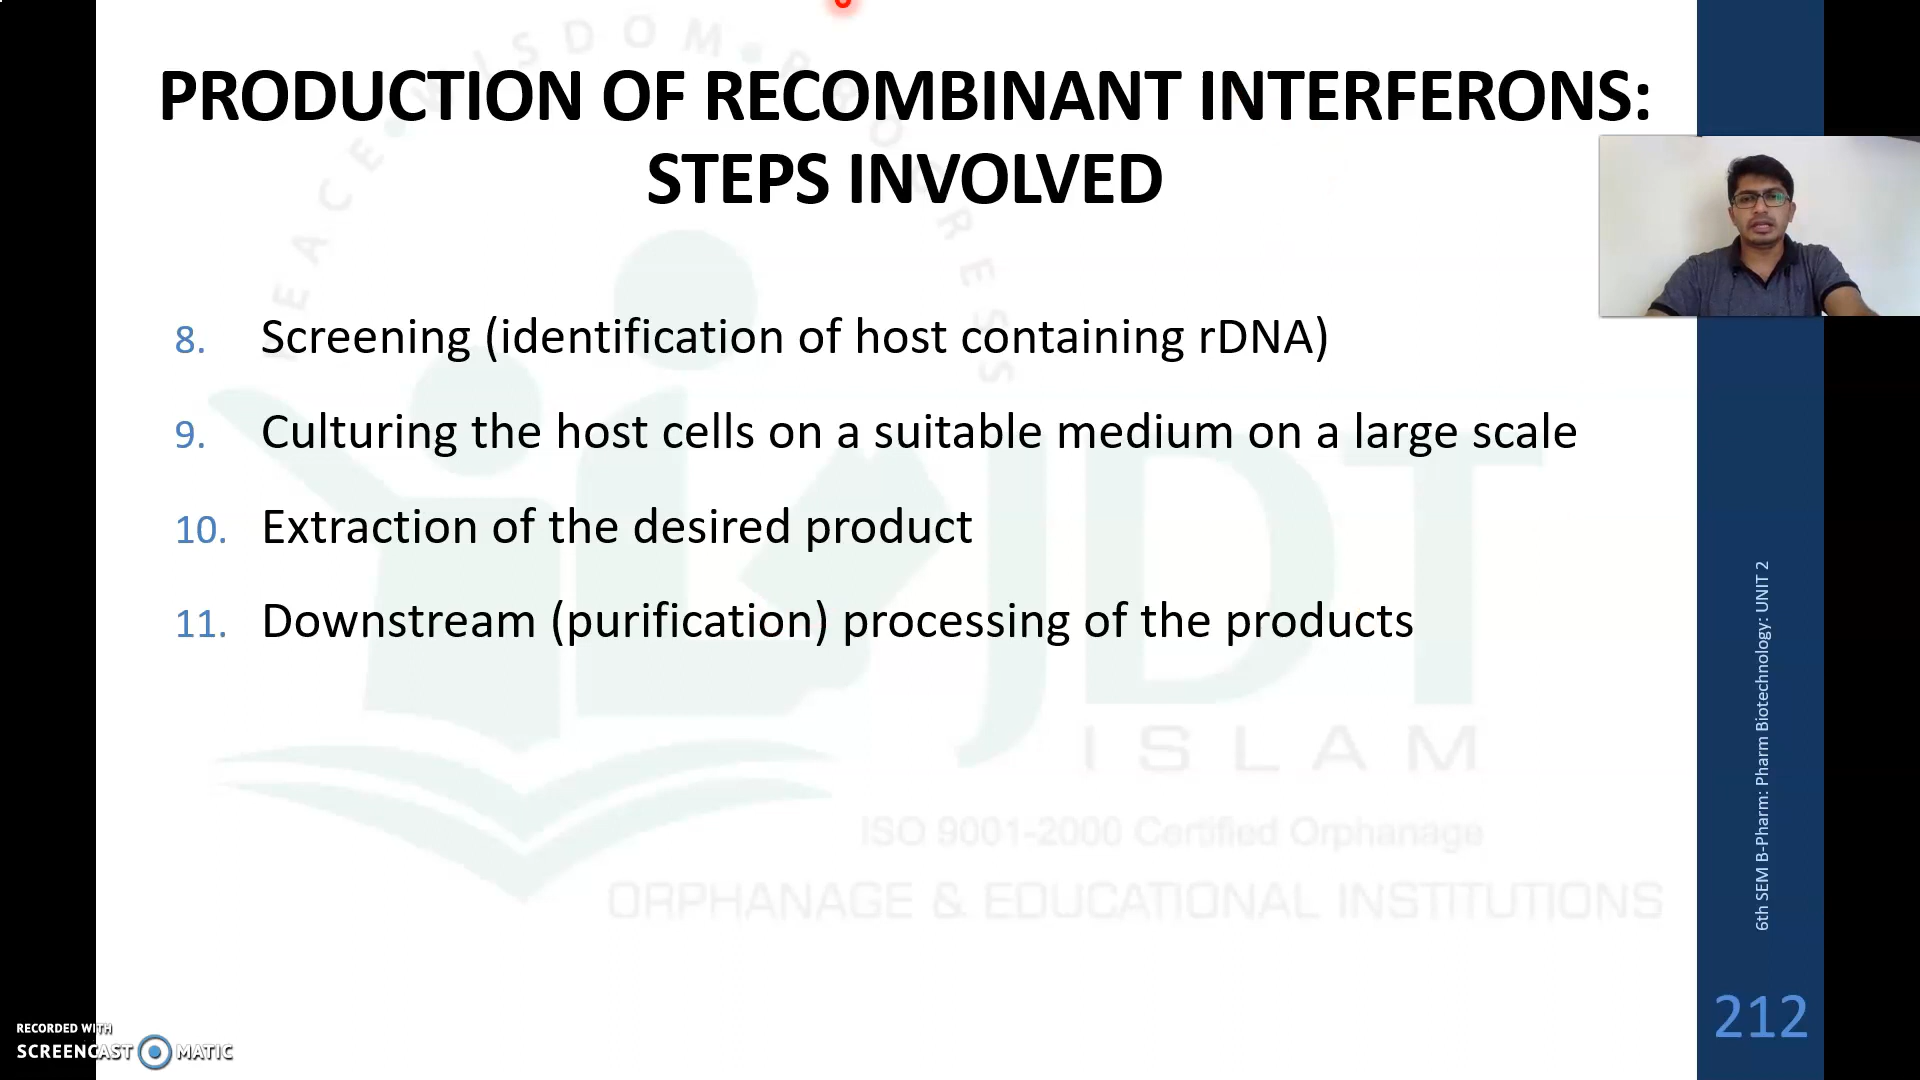 PEACE • WISDOM • PROGRESS
PRODUCTION OF RECOMBINANT INTERFERONS:
STEPS INVOLVED
8. Screening (identification of host containing rDNA)
9. Culturing the host cells on a suitable medium on a large scale
10. Extraction of the desired product
11. Downstream (purification) processing of the products
JDT
ISLAM
ISO 9001-2000 Certified Orphanage
ORPHANAGE & EDUCATIONAL INSTITUTIONS
6th SEM B-Pharm: Pharm Biotechnology: UNIT 2
212
RECORDED WITH
SCREENCAST MATIC